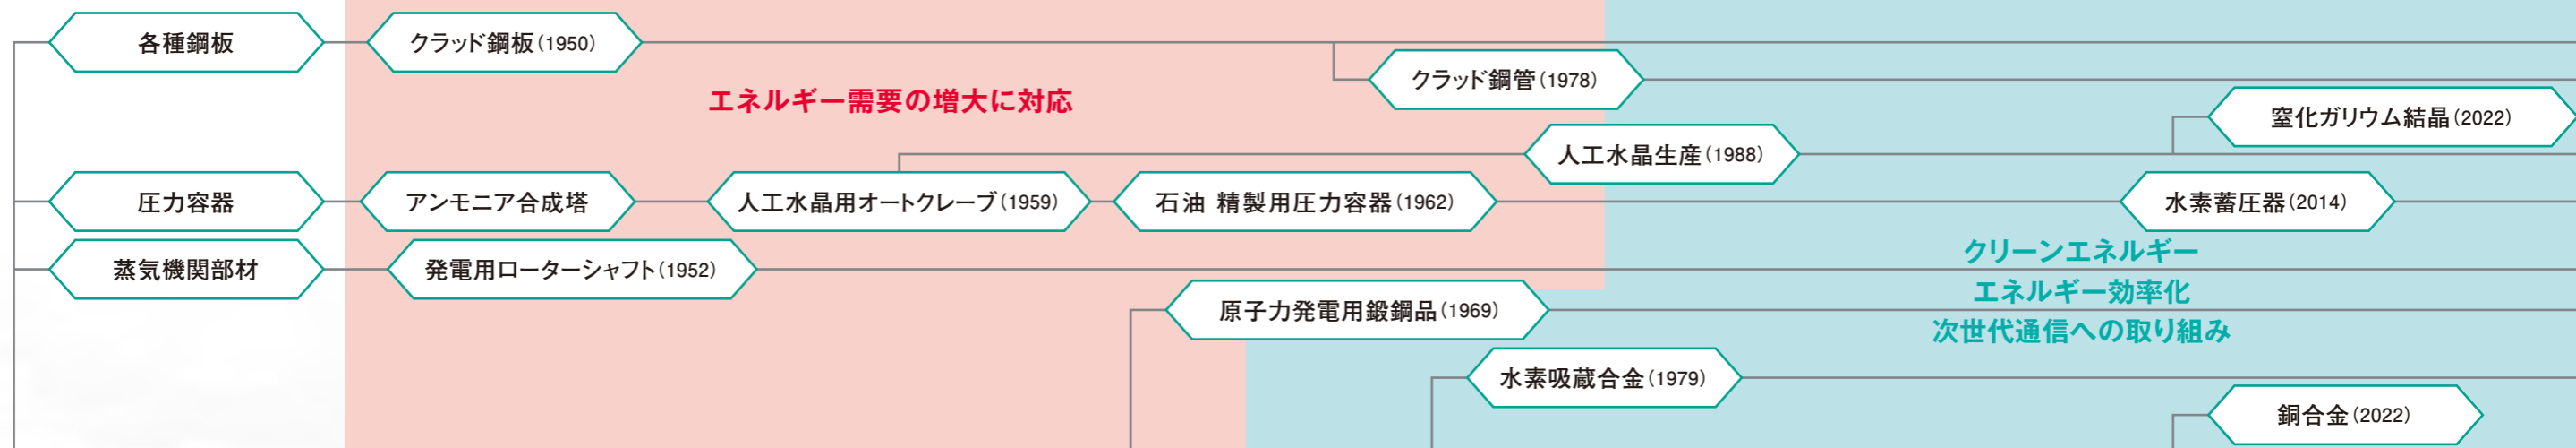 各種鋼板
クラッド鋼板(1950)
クラッド鋼管(1978)
エネルギー需要の増大に対応
窒化ガリウム結晶(2022)
人工水晶生産(1988)
圧力容器
アンモニア合成塔
人工水晶用オートクレーブ(1959)
石油 精製用圧力容器(1962)
水素蓄圧器(2014)
クリーンエネルギー
蒸気機関部材
発電用ローターシャフト(1952)
エネルギー効率化
原子力発電用鍛鋼品(1969)
次世代通信への取り組み
水素吸蔵合金(1979)
銅合金(2022)